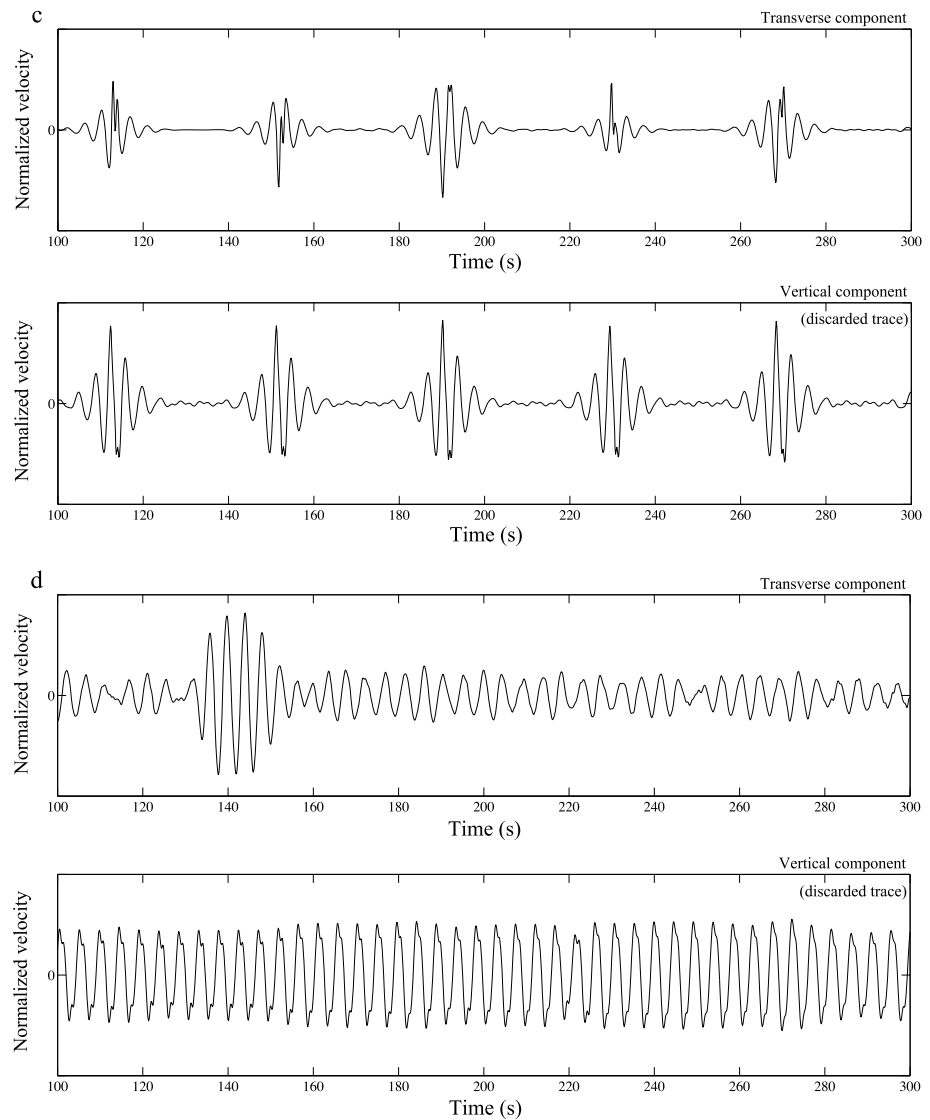 c
Transverse component
Normalized velocity
0
100 120 140 160 180 200 220 240 260 280 300
Time (s)
Vertical component
(discarded trace)
Normalized velocity
0
100 120 140 160 180 200 220 240 260 280 300
Time (s)
d
Transverse component
Normalized velocity
0
100 120 140 160 180 200 220 240 260 280 300
Time (s)
Vertical component
(discarded trace)
Normalized velocity
0
100 120 140 160 180 200 220 240 260 280 300
Time (s)